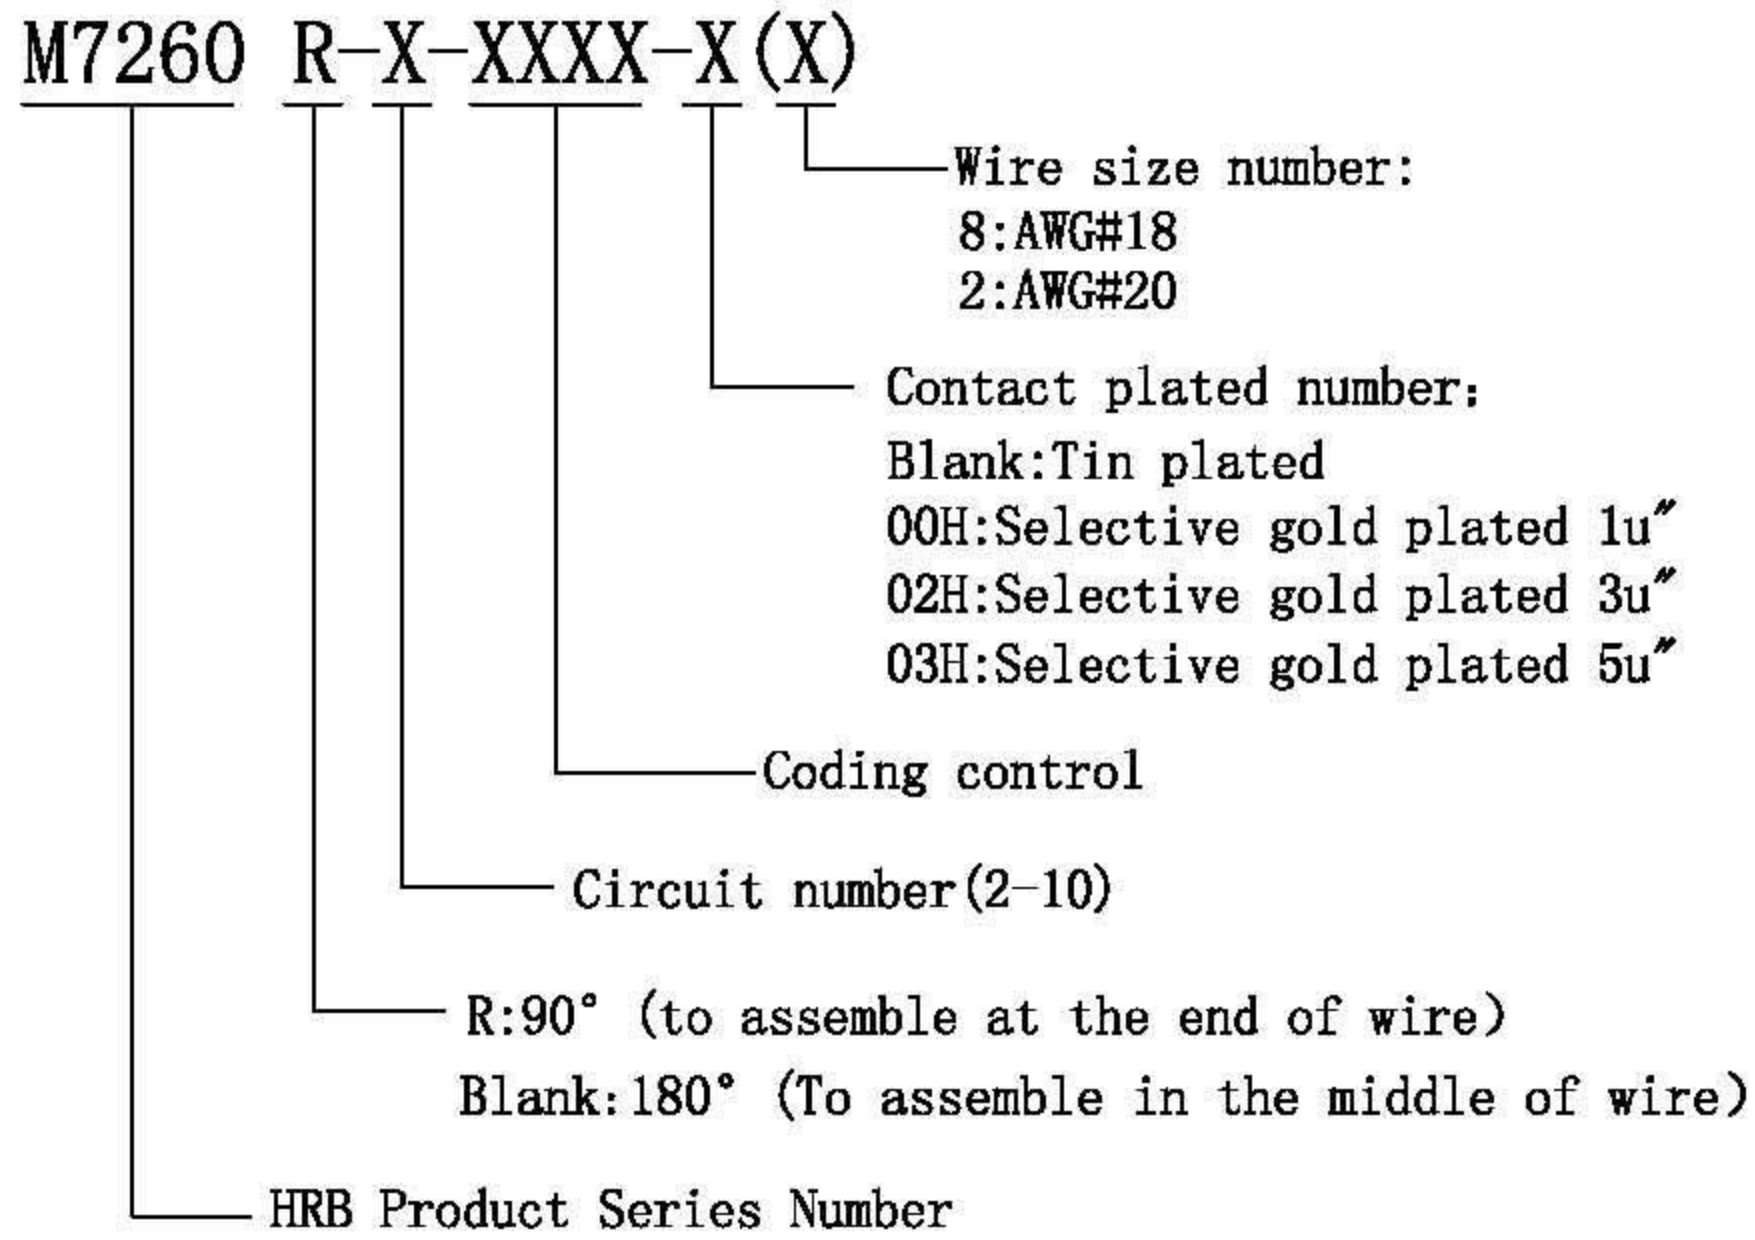 M7260 R-X-XXXX-X(X)
Wire size number:
8:AWG#18
2:AWG#20
Contact plated number:
Blank:Tin plated
00H:Selective gold plated 1u"
02H:Selective gold plated 3u"
03H:Selective gold plated 5u"
Coding control
Circuit number(2-10)
R:90° (to assemble at the end of wire)
Blank:180° (To assemble in the middle of wire)
HRB Product Series Number